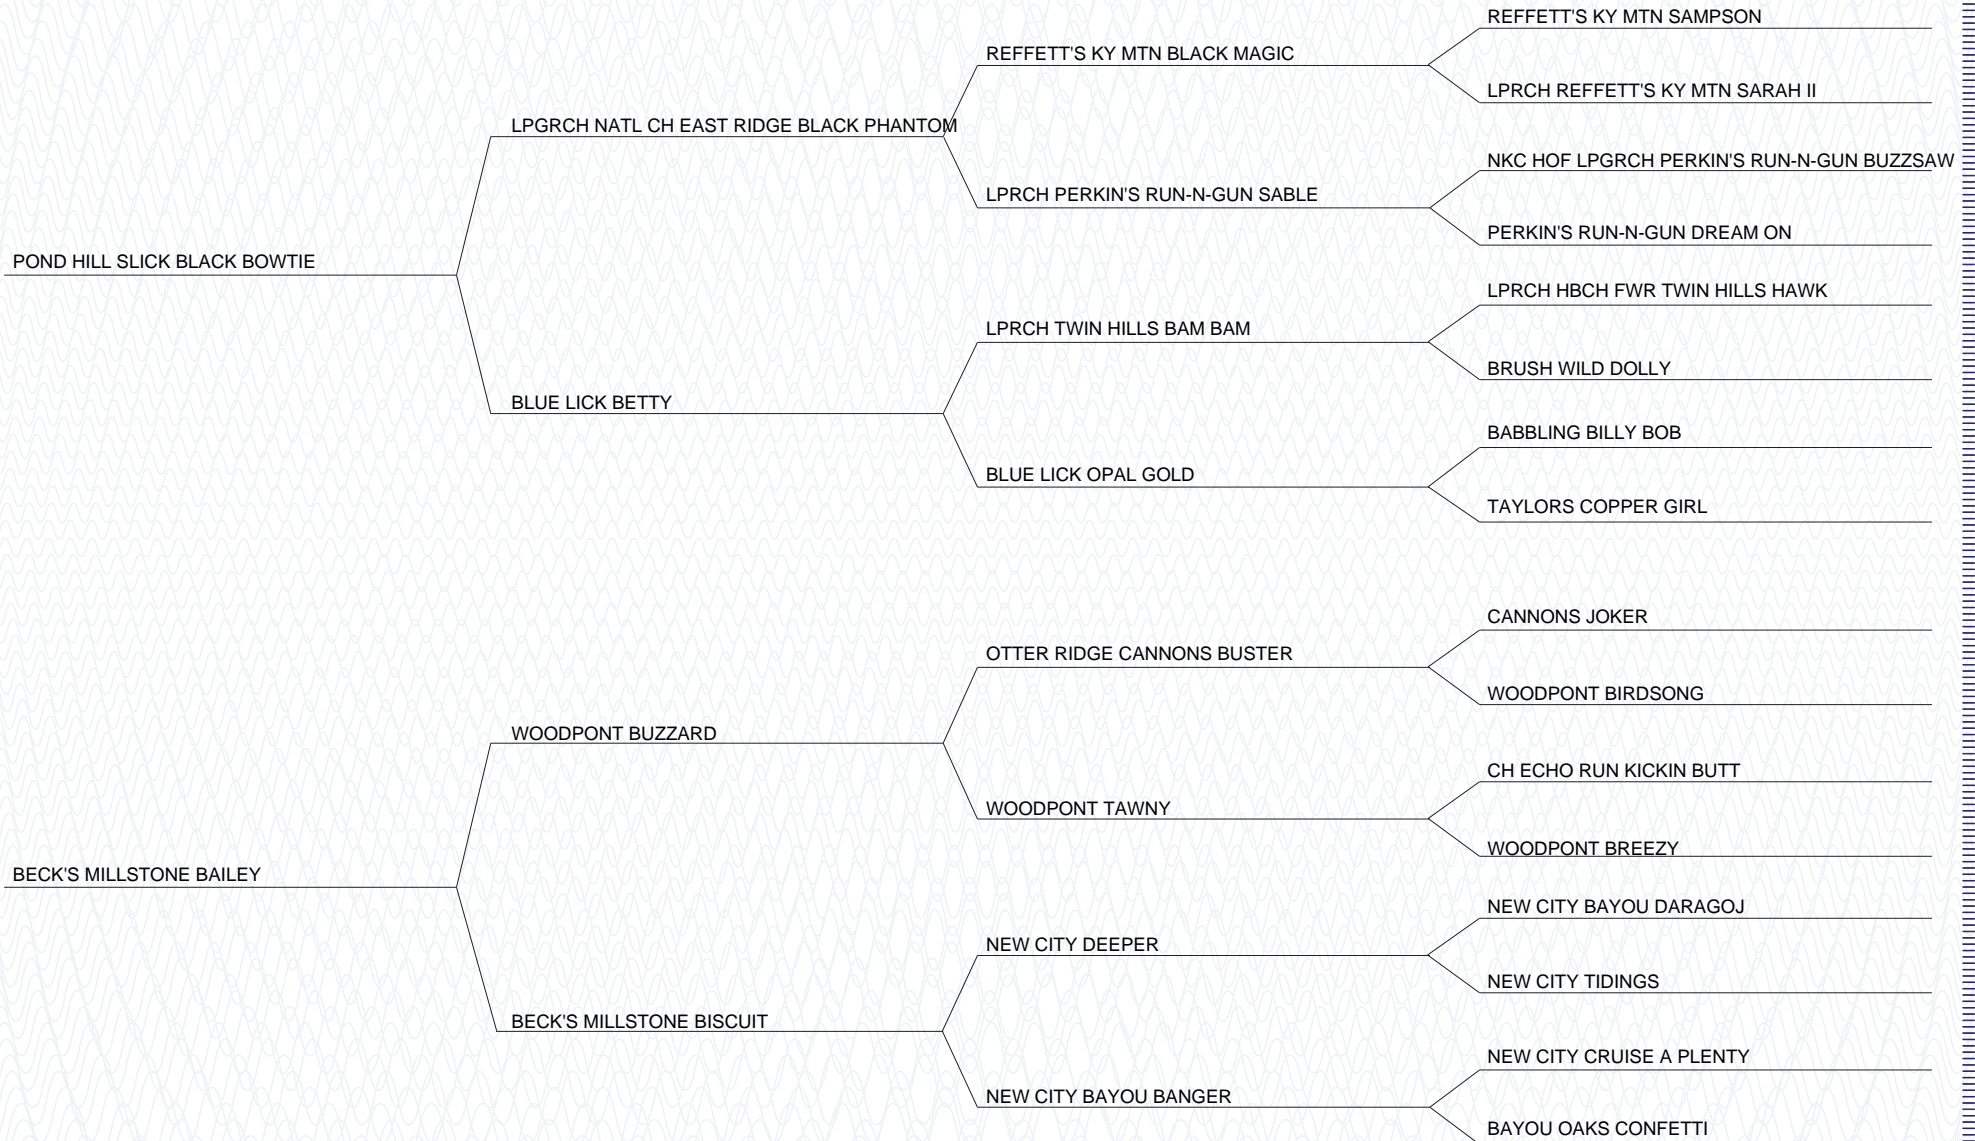 REFFETT'S KY MTN SAMPSON
REFFETT'S KY MTN BLACK MAGIC
LPRCH REFFETT'S KY MTN SARAH II
LPGRCH NATL CH EAST RIDGE BLACK PHANTOM
NKC HOF LPGRCH PERKIN'S RUN-N-GUN BUZZSAW
LPRCH PERKIN'S RUN-N-GUN SABLE
PERKIN'S RUN-N-GUN DREAM ON
POND HILL SLICK BLACK BOWTIE
LPRCH HBCH FWR TWIN HILLS HAWK
LPRCH TWIN HILLS BAM BAM
BRUSH WILD DOLLY
BLUE LICK BETTY
BABBLING BILLY BOB
BLUE LICK OPAL GOLD
TAYLORS COPPER GIRL
CANNONS JOKER
OTTER RIDGE CANNONS BUSTER
WOODPONT BIRDSONG
WOODPONT BUZZARD
CH ECHO RUN KICKIN BUTT
WOODPONT TAWNY
WOODPONT BREEZY
BECK'S MILLSTONE BAILEY
NEW CITY BAYOU DARAGOJ
NEW CITY DEEPER
NEW CITY TIDINGS
BECK'S MILLSTONE BISCUIT
NEW CITY CRUISE A PLENTY
NEW CITY BAYOU BANGER
BAYOU OAKS CONFETTI